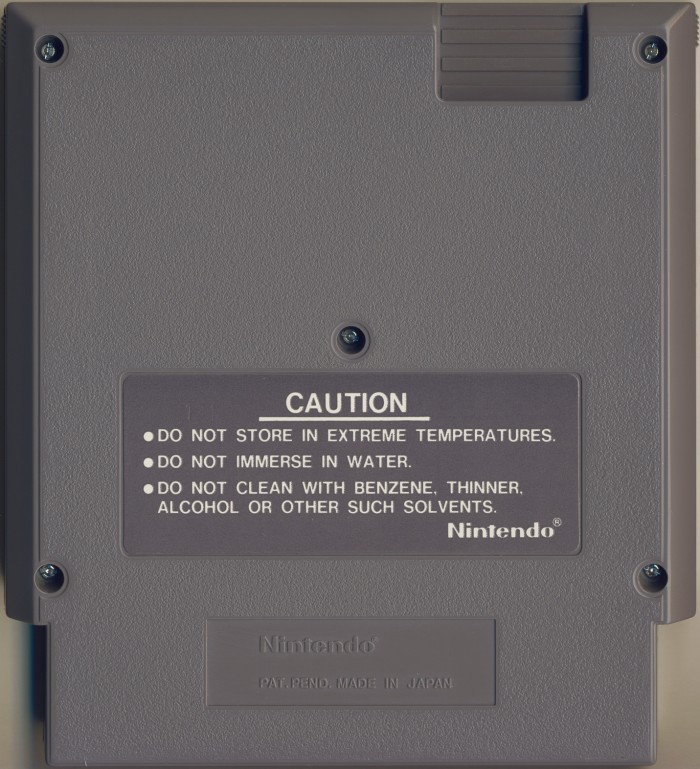 CAUTION
●DO NOT STORE IN EXTREME TEMPERATURES.
●DO NOT IMMERSE IN WATER.
●DO NOT CLEAN WITH BENZENE, THINNER,
ALCOHOL OR OTHER SUCH SOLVENTS.
Nintendo®
Nintendo®
PAT. PEND. MADE IN JAPAN